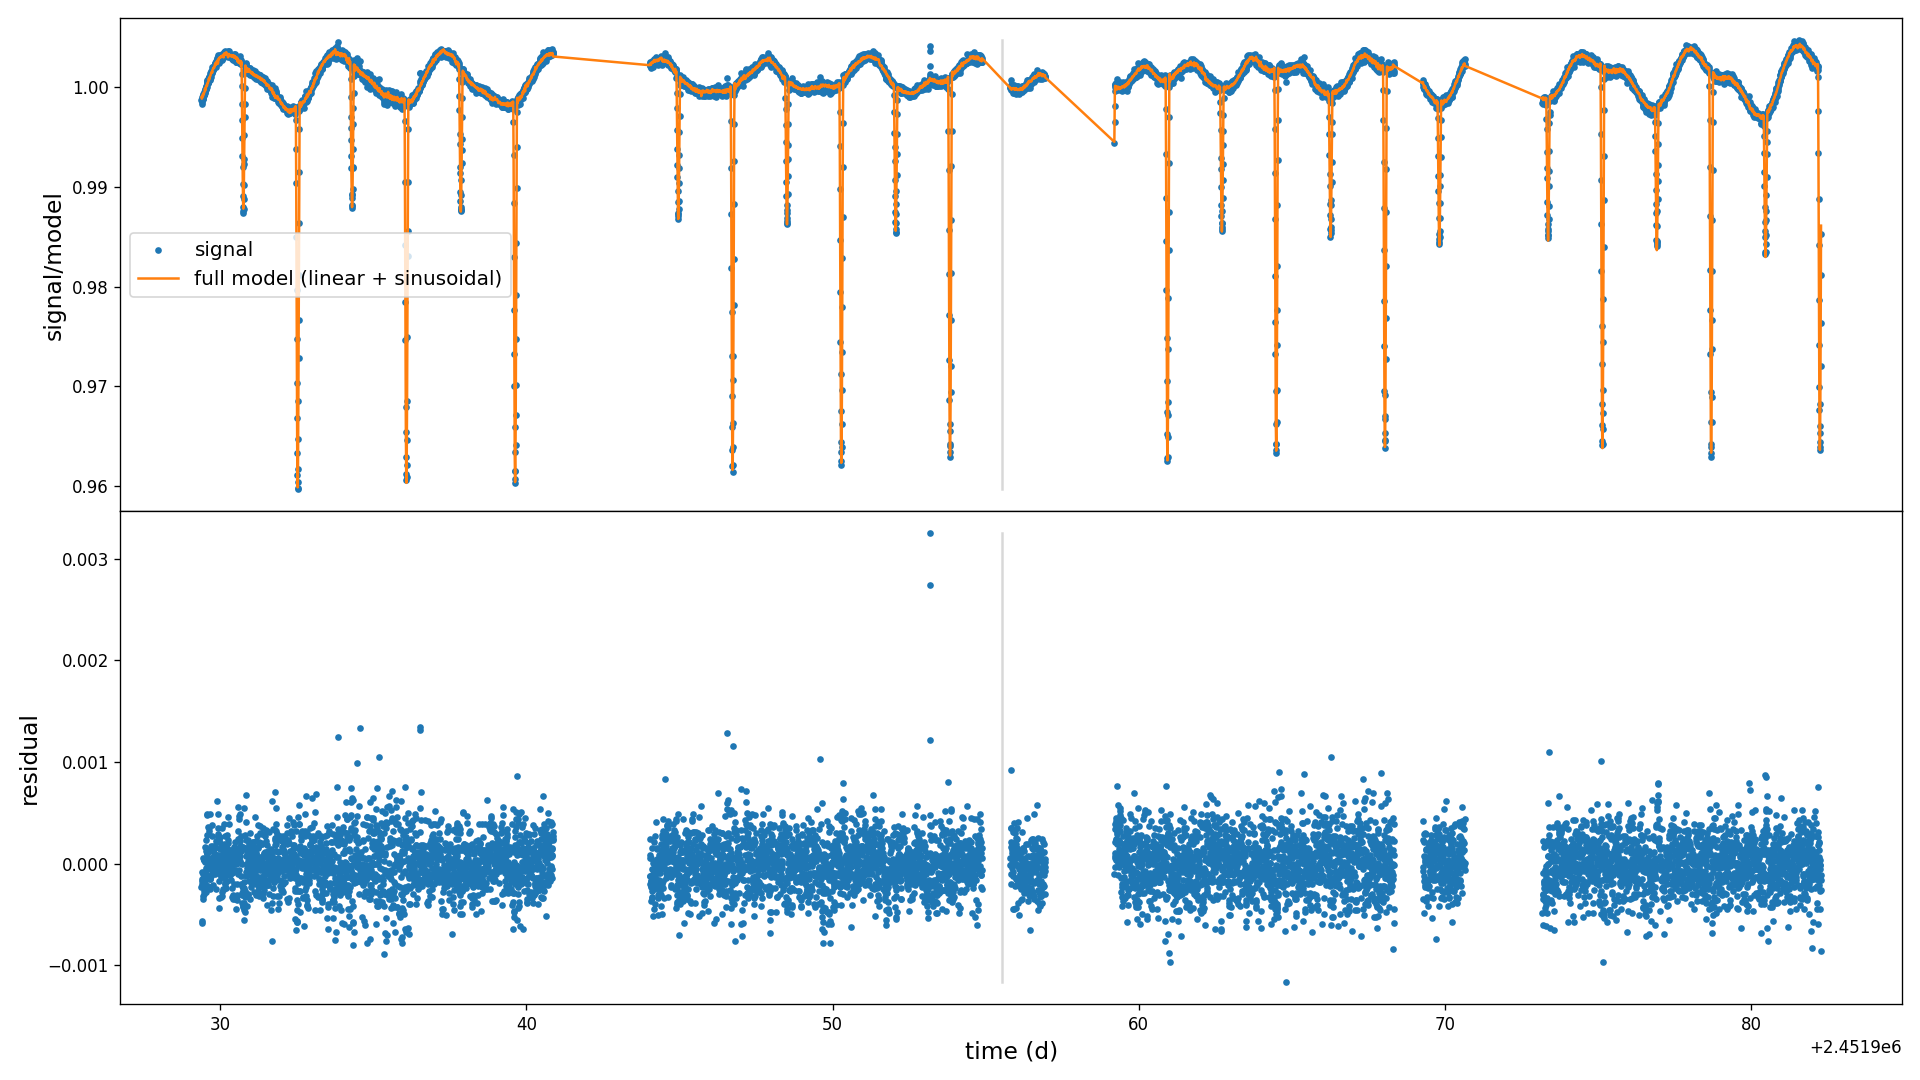 signal/model
1.00
0.99
0.98
0.97
0.96
signal
full model (linear + sinusoidal)
residual
0.003
0.002
0.001
0.000
−0.001
30
40
50
60
70
80
time (d)
+2.4519e6